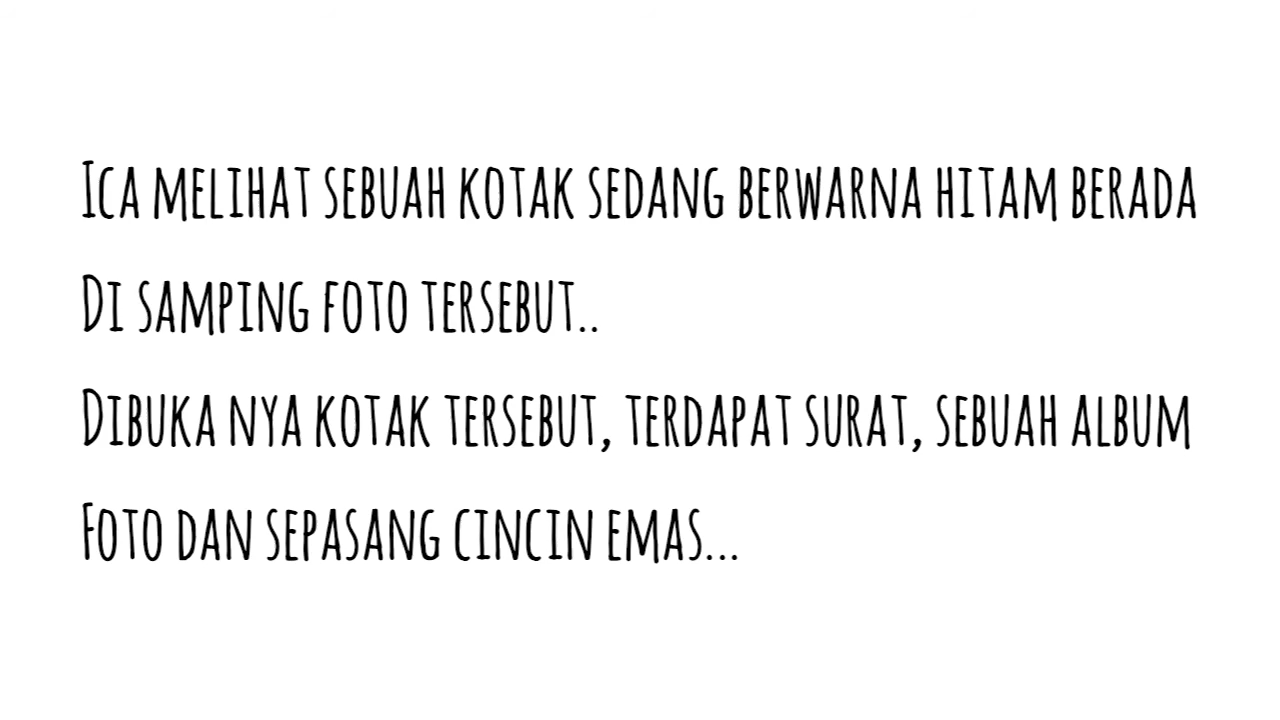 Ica melihat sebuah kotak sedang berwarna hitam berada
Di samping foto tersebut..
Dibuka nya kotak tersebut, terdapat surat, sebuah album
Foto dan sepasang cincin emas...